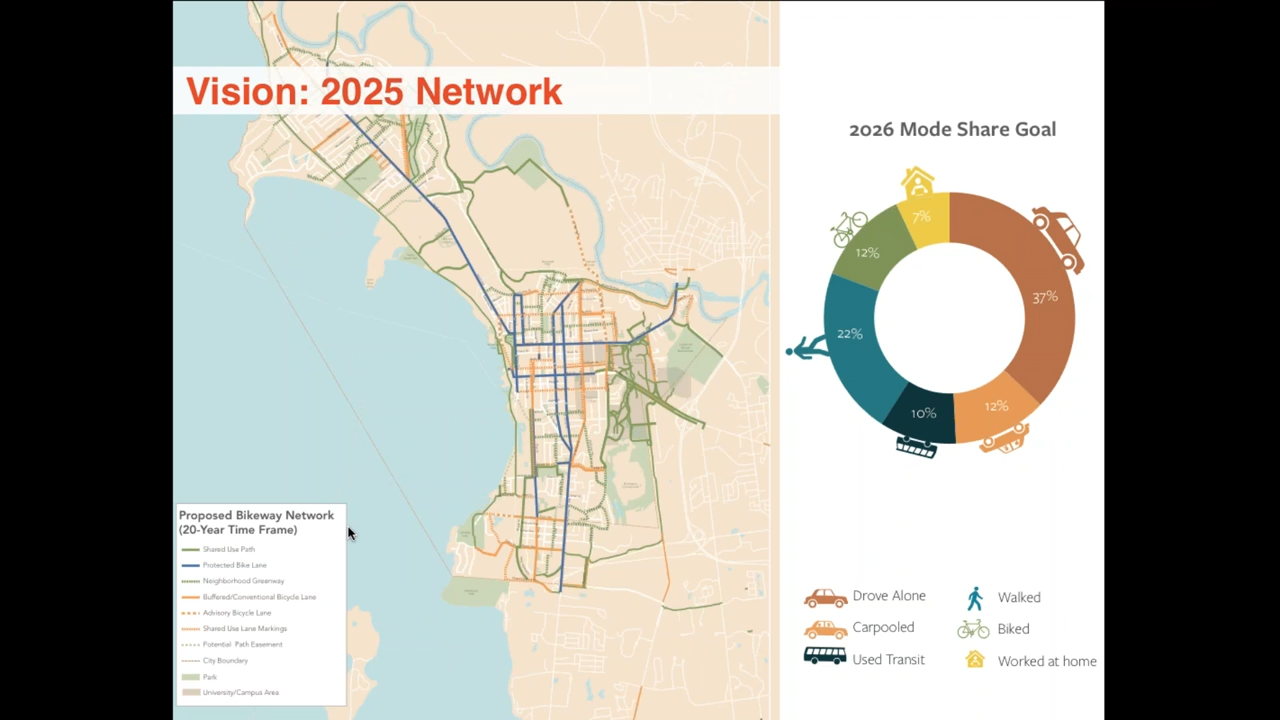 Vision: 2025 Network
2026 Mode Share Goal
7%
12%
37%
22%
10%
12%
Proposed Bikeway Network
(20-Year Time Frame)
Shared Use Path
Protected Bike Lane
Neighborhood Greenway
Buffered/Conventional Bicycle Lane
Advisory Bicycle Lane
Shared Use Lane Markings
Potential Path Easement
City Boundary
Park
University/Campus Area
Drove Alone
Walked
Carpooled
Biked
Used Transit
Worked at home